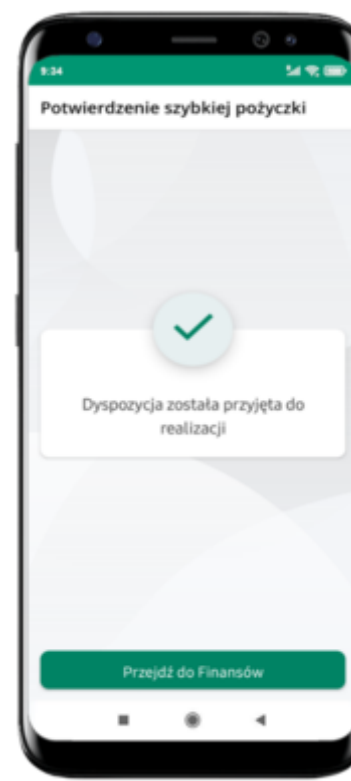 9:34
Potwierdzenie szybkiej pożyczki
Dyspozycja została przyjęta do
realizacji
Przejdź do Finansów